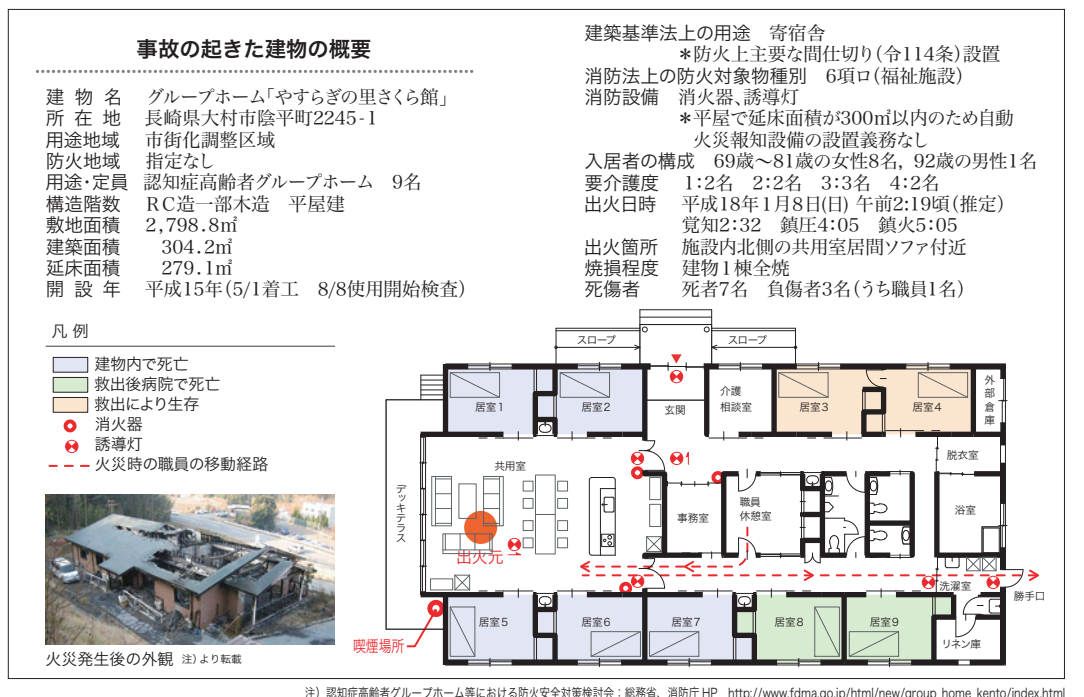 事故の起きた建物の概要
建物名 グループホーム「やすらぎの里さくら館」
所在地 長崎県大村市陰平町2245-1
用途地域 市街化調整区域
防火地域 指定なし
用途・定員 認知症高齢者グループホーム 9名
構造階数 RC造一部木造 平屋建
敷地面積 2,798.8㎡
建築面積 304.2㎡
延床面積 279.1㎡
開設年 平成15年(5/1着工 8/8使用開始検査)
建築基準法上の用途 寄宿舎
*防火上主要な間仕切り(令114条)設置
消防法上の防火対象物種別 6項ロ(福祉施設)
消防設備 消火器、誘導灯
*平屋で延床面積が300㎡以内のため自動
火災報知設備の設置義務なし
入居者の構成 69歳～81歳の女性8名, 92歳の男性1名
要介護度 1:2名 2:2名 3:3名 4:2名
出火日時 平成18年1月8日(日) 午前2:19頃(推定)
覚知2:32 鎮圧4:05 鎮火5:05
出火箇所 施設内北側の共用室居間ソファ付近
焼損程度 建物1棟全焼
死傷者 死者7名 負傷者3名(うち職員1名)
凡例
建物内で死亡
救出後病院で死亡
救出により生存
消火器
誘導灯
火災時の職員の移動経路
火災発生後の外観 注)より転載
スロープ
スロープ
居室1
居室2
玄関
介護
相談室
居室3
居室4
外部倉庫
脱衣室
共用室
デッキテラス
事務室
職員
休憩室
浴室
出火元
洗濯室
勝手口
喫煙場所
居室5
居室6
居室7
居室8
居室9
リネン庫
注) 認知症高齢者グループホーム等における防火安全対策検討会：総務省、消防庁HP http://www.fdma.go.jp/html/new/group_home_kento/index.html